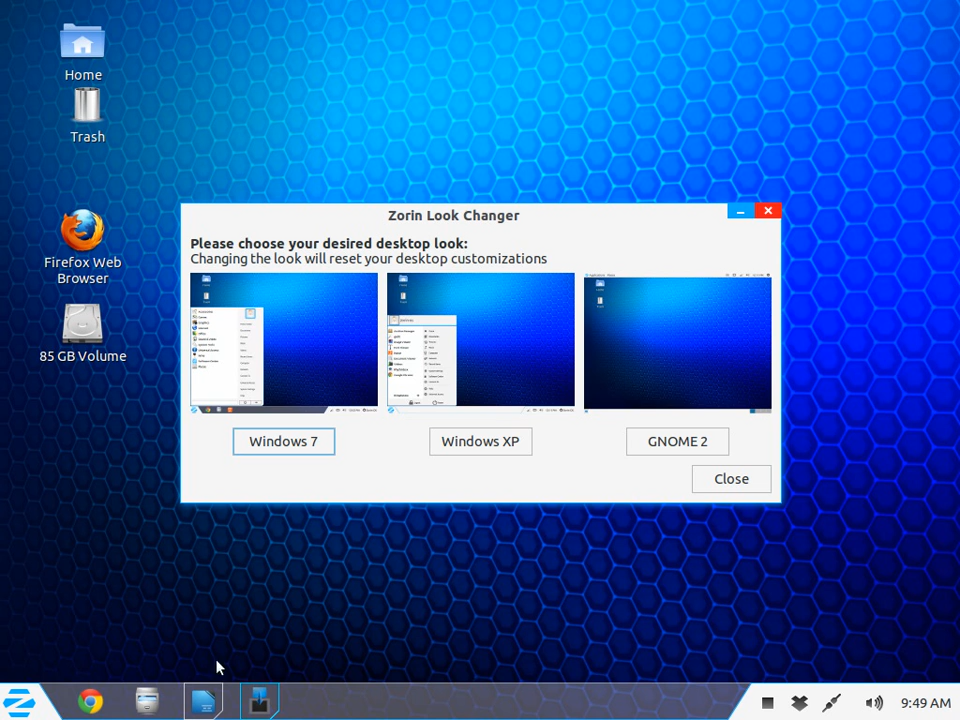 Home
Trash
Firefox Web
Browser
85 GB Volume
Zorin Look Changer
Please choose your desired desktop look:
Changing the look will reset your desktop customizations
Windows 7
Windows XP
GNOME 2
Close
9:49 AM